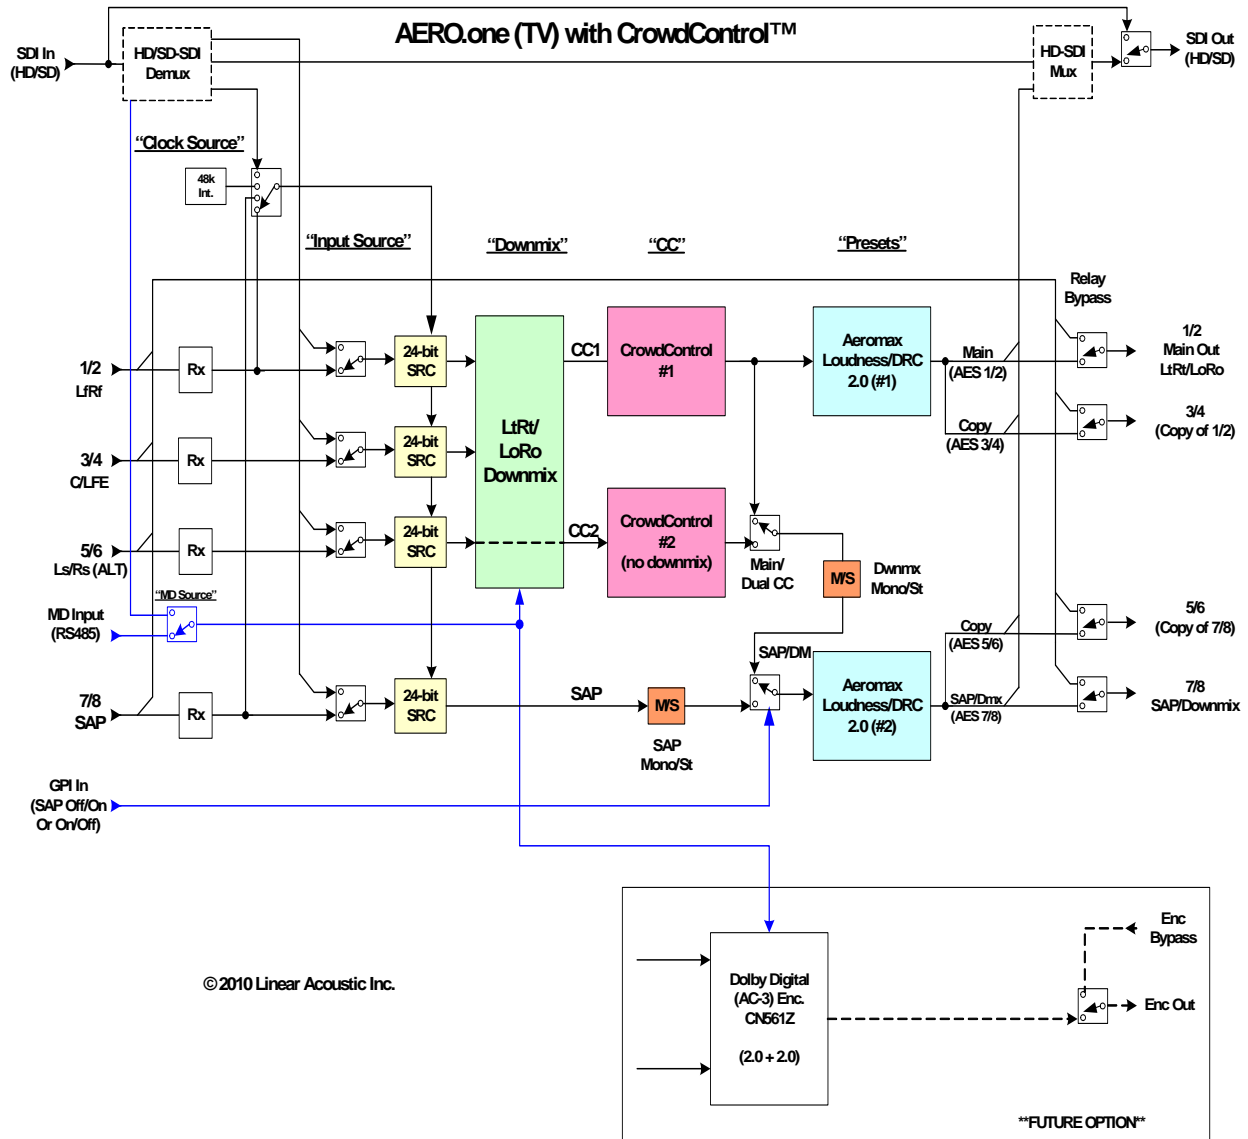 AERO.one (TV) with CrowdControl™
SDI In
(HD/SD)
HD/SD-SDI
Demux
HD-SDI
Mux
SDI Out
(HD/SD)
“Clock Source”
48k
Int.
“Input Source”
“Downmix”
“CC”
“Presets”
Relay
Bypass
1/2
LfRf
Rx
24-bit
SRC
CC1
CrowdControl
#1
Aeromax
Loudness/DRC
2.0 (#1)
Main
(AES 1/2)
1/2
Main Out
LtRt/LoRo
Copy
(AES 3/4)
3/4
(Copy of 1/2)
3/4
C/LFE
Rx
24-bit
SRC
LtRt/
LoRo
Downmix
5/6
Ls/Rs (ALT)
Rx
24-bit
SRC
CC2
CrowdControl
#2
(no downmix)
Main/
Dual CC
M/S
Dwnmx
Mono/St
“MD Source”
MD Input
(RS485)
Copy
(AES 5/6)
5/6
(Copy of 7/8)
SAP/DM
7/8
SAP
Rx
24-bit
SRC
SAP
M/S
SAP
Mono/St
Aeromax
Loudness/DRC
2.0 (#2)
SAP/Dmx
(AES 7/8)
7/8
SAP/Downmix
GPI In
(SAP Off/On
Or On/Off)
Enc
Bypass
Dolby Digital
(AC-3) Enc.
CN561Z
(2.0 + 2.0)
Enc Out
© 2010 Linear Acoustic Inc.
**FUTURE OPTION**